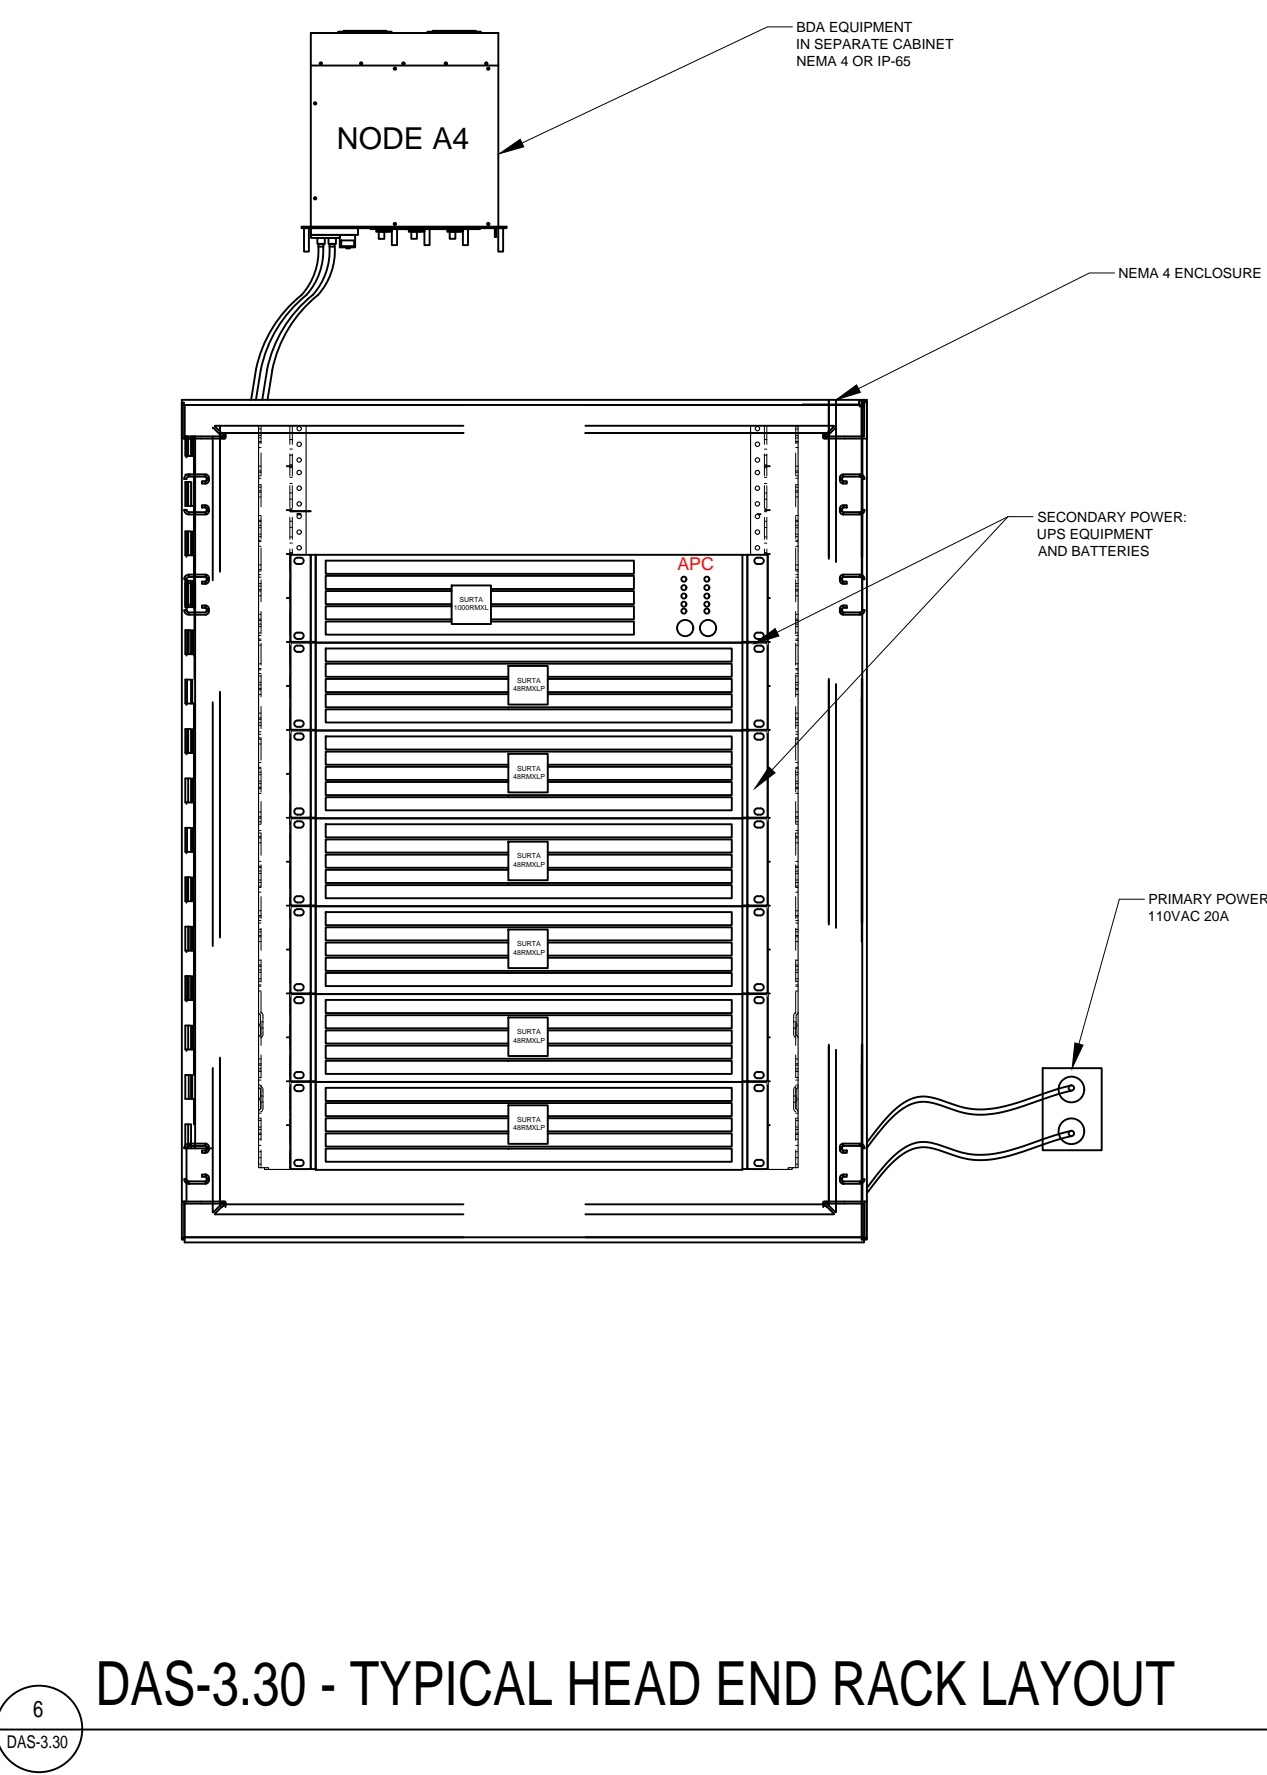 BDA EQUIPMENT
IN SEPARATE CABINET
NEMA 4 OR IP-65
NODE A4
NEMA 4 ENCLOSURE
SECONDARY POWER:
UPS EQUIPMENT
AND BATTERIES
APC
SURTA
1000RMXL
SURTA
48RMXLP
SURTA
48RMXLP
SURTA
48RMXLP
SURTA
48RMXLP
SURTA
48RMXLP
SURTA
48RMXLP
PRIMARY POWER
110VAC 20A
DAS-3.30 - TYPICAL HEAD END RACK LAYOUT
6
DAS-3.30